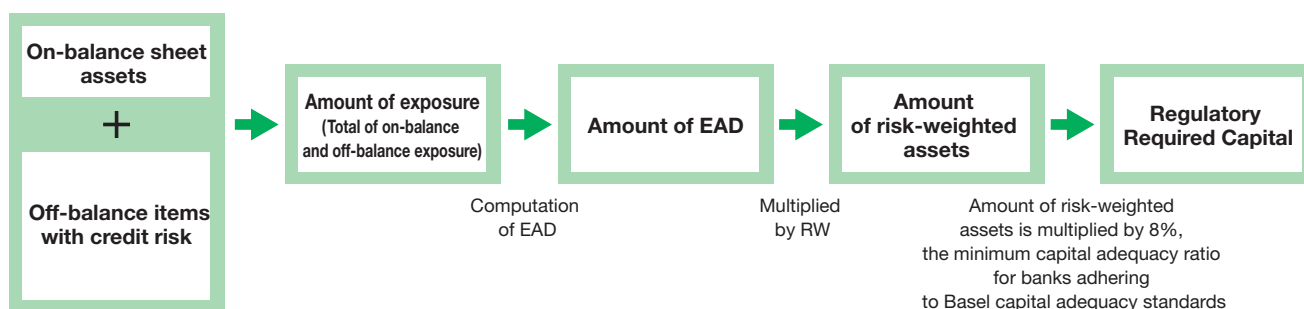 On-balance sheet
assets
+
Off-balance items
with credit risk
Amount of exposure
(Total of on-balance
and off-balance exposure)
Computation
of EAD
Amount of EAD
Multiplied
by RW
Amount
of risk-weighted
assets
Amount of risk-weighted
assets is multiplied by 8%,
the minimum capital adequacy ratio
for banks adhering
to Basel capital adequacy standards
Regulatory
Required Capital